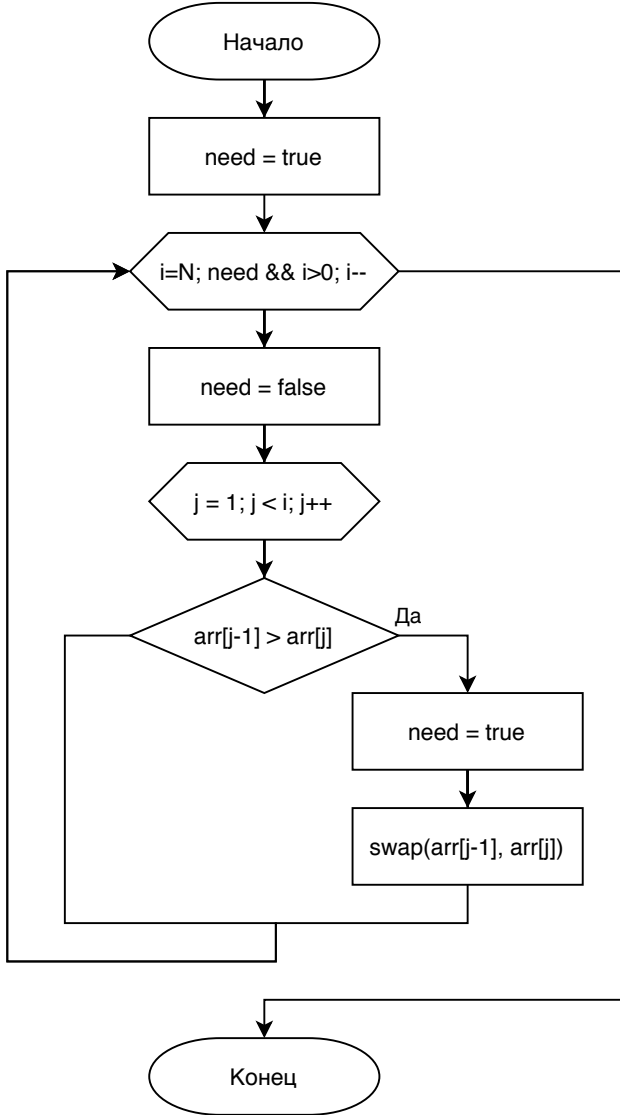 Начало
need = true
i=N; need && i>0; i--
need = false
j = 1; j < i; j++
arr[j-1] > arr[j]
Да
need = true
swap(arr[j-1], arr[j])
Конец